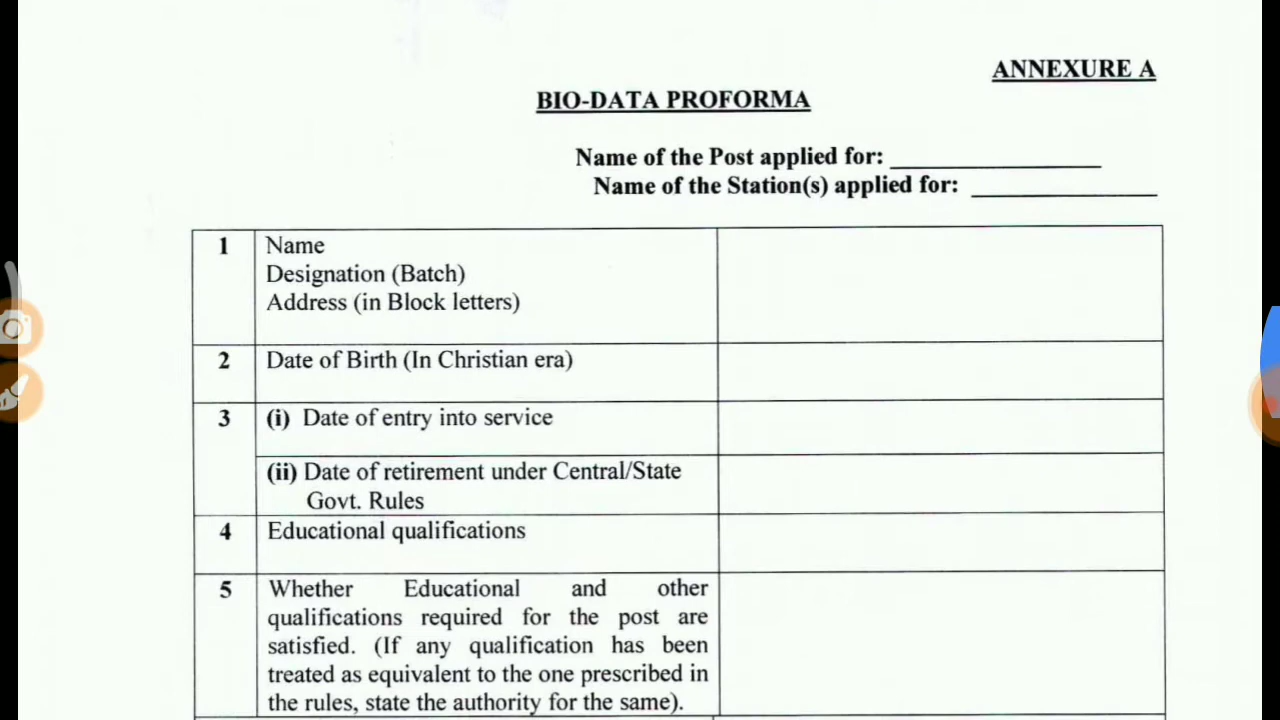 ANNEXURE A
BIO-DATA PROFORMA
Name of the Post applied for: _______________
Name of the Station(s) applied for: _____________
1 Name
Designation (Batch)
Address (in Block letters)
2 Date of Birth (In Christian era)
3 (i) Date of entry into service
(ii) Date of retirement under Central/State
Govt. Rules
4 Educational qualifications
5 Whether Educational and other
qualifications required for the post are
satisfied. (If any qualification has been
treated as equivalent to the one prescribed in
the rules, state the authority for the same).